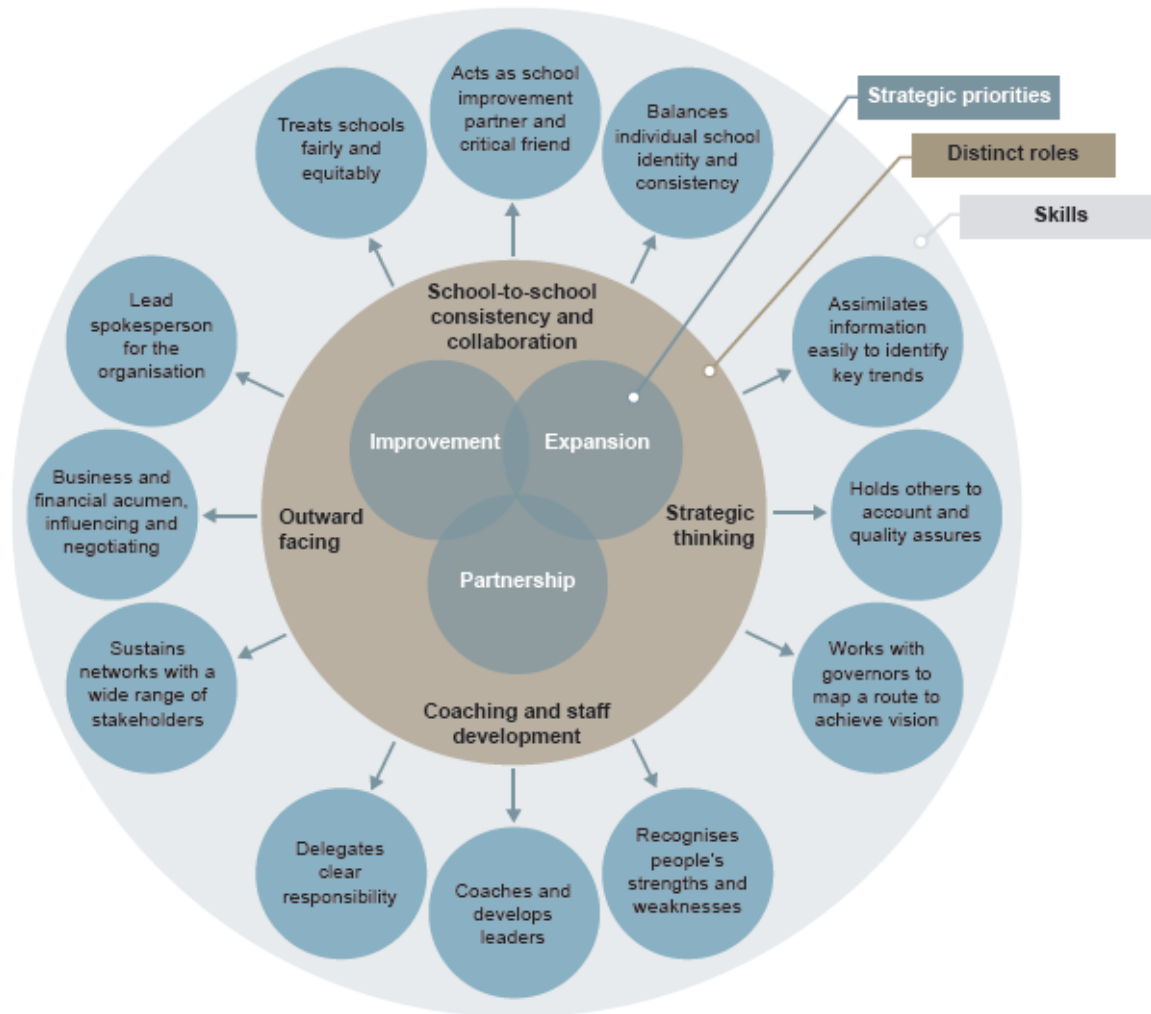 Acts as school
improvement
partner and
critical friend
Treats schools
fairly and
equitably
Balances
individual school
identity and
consistency
Strategic priorities
Distinct roles
Skills
School-to-school
consistency and
collaboration
Lead
spokesperson
for the
organisation
Assimilates
information
easily to identify
key trends
Improvement
Expansion
Business and
financial acumen,
influencing and
negotiating
Outward
facing
Strategic
thinking
Holds others to
account and
quality assures
Partnership
Sustains
networks with a
wide range of
stakeholders
Works with
governors to
map a route to
achieve vision
Coaching and staff
development
Delegates
clear
responsibility
Coaches and
develops
leaders
Recognises
people's
strengths and
weaknesses